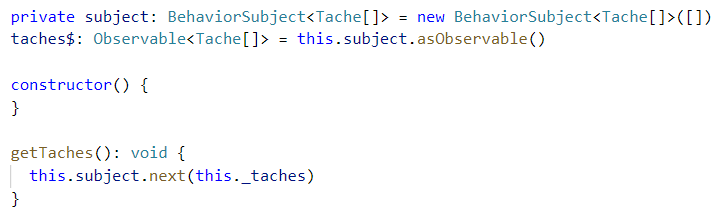 private subject: BehaviorSubject<Tache[]> = new BehaviorSubject<Tache[]>([])
taches$: Observable<Tache[]> = this.subject.asObservable()
constructor() {
}
getTaches(): void {
this.subject.next(this._taches)
}